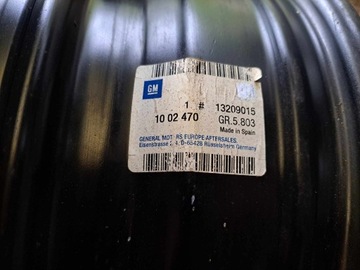 GM
1 # 13209015
10 02 470 GR.5.803
Made in Spain
GENERAL MOTORS EUROPE AFTERSALES,
D-65428 Rüsselsheim Germany